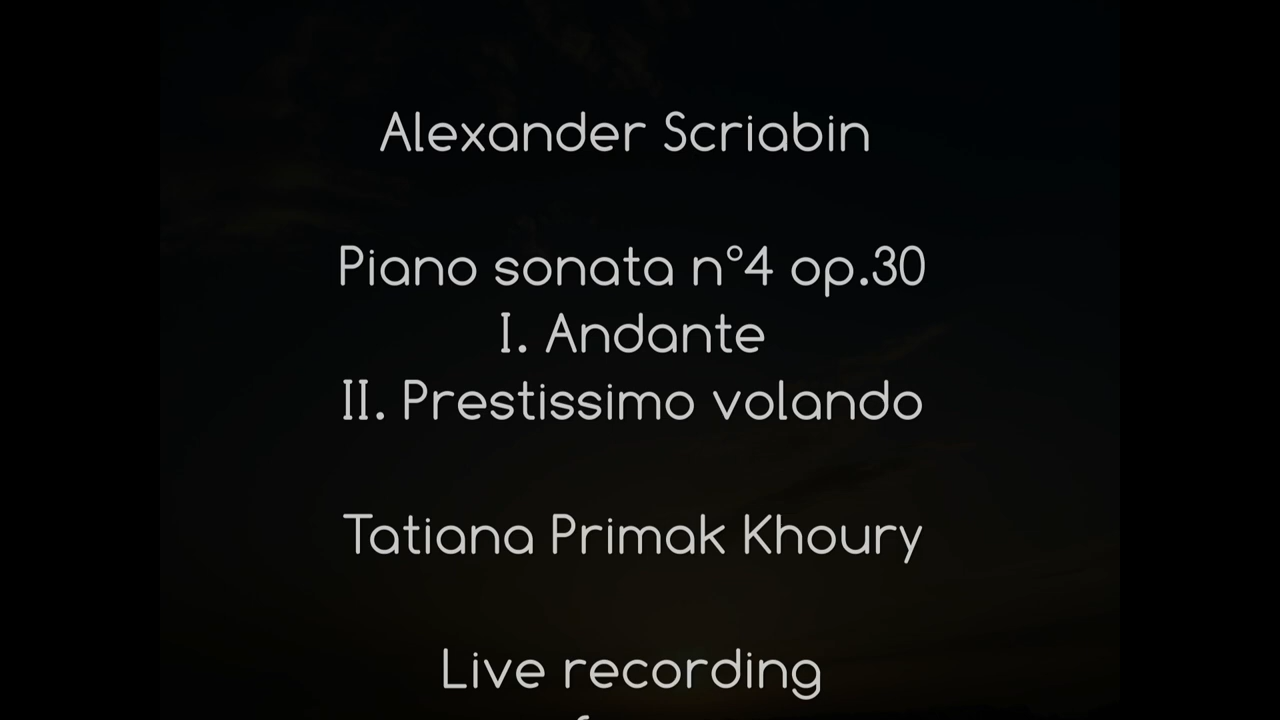 Alexander Scriabin
Piano sonata n°4 op.30
I. Andante
II. Prestissimo volando
Tatiana Primak Khoury
Live recording